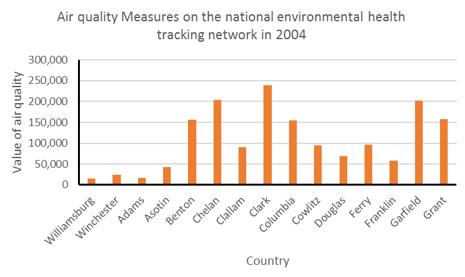 Air quality Measures on the national environmental health
tracking network in 2004
Value of air quality
300,000
250,000
200,000
150,000
100,000
50,000
0
Williamsburg
Winchester
Adams
Asotin
Benton
Chelan
Clallam
Clark
Columbia
Cowlitz
Douglas
Ferry
Franklin
Garfield
Grant
Country